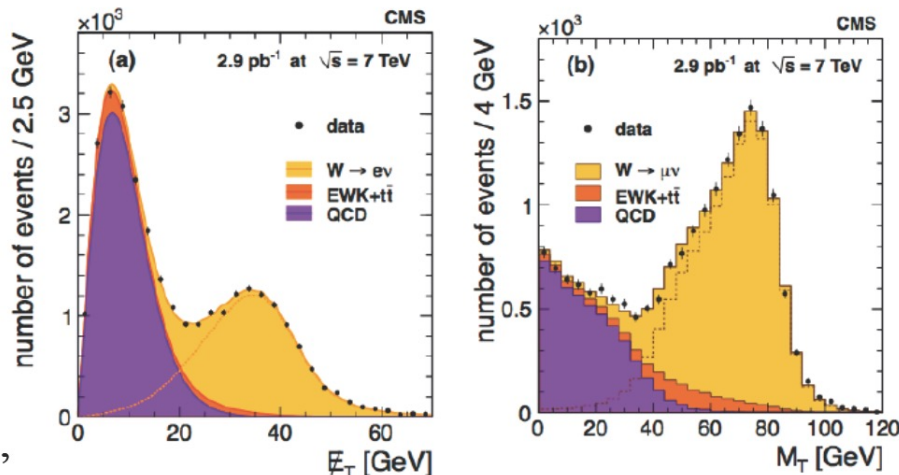 ×10³ CMS
(a) 2.9 pb⁻¹ at √s = 7 TeV
data
W → eν
EWK+tt̄
QCD
number of events / 2.5 GeV
3
2
1
0
0 20 40 60
E̸_T [GeV]
,
×10³ CMS
(b) 2.9 pb⁻¹ at √s = 7 TeV
data
W → μν
EWK+tt̄
QCD
number of events / 4 GeV
1.5
1
0.5
0
0 20 40 60 80 100 120
M_T [GeV]